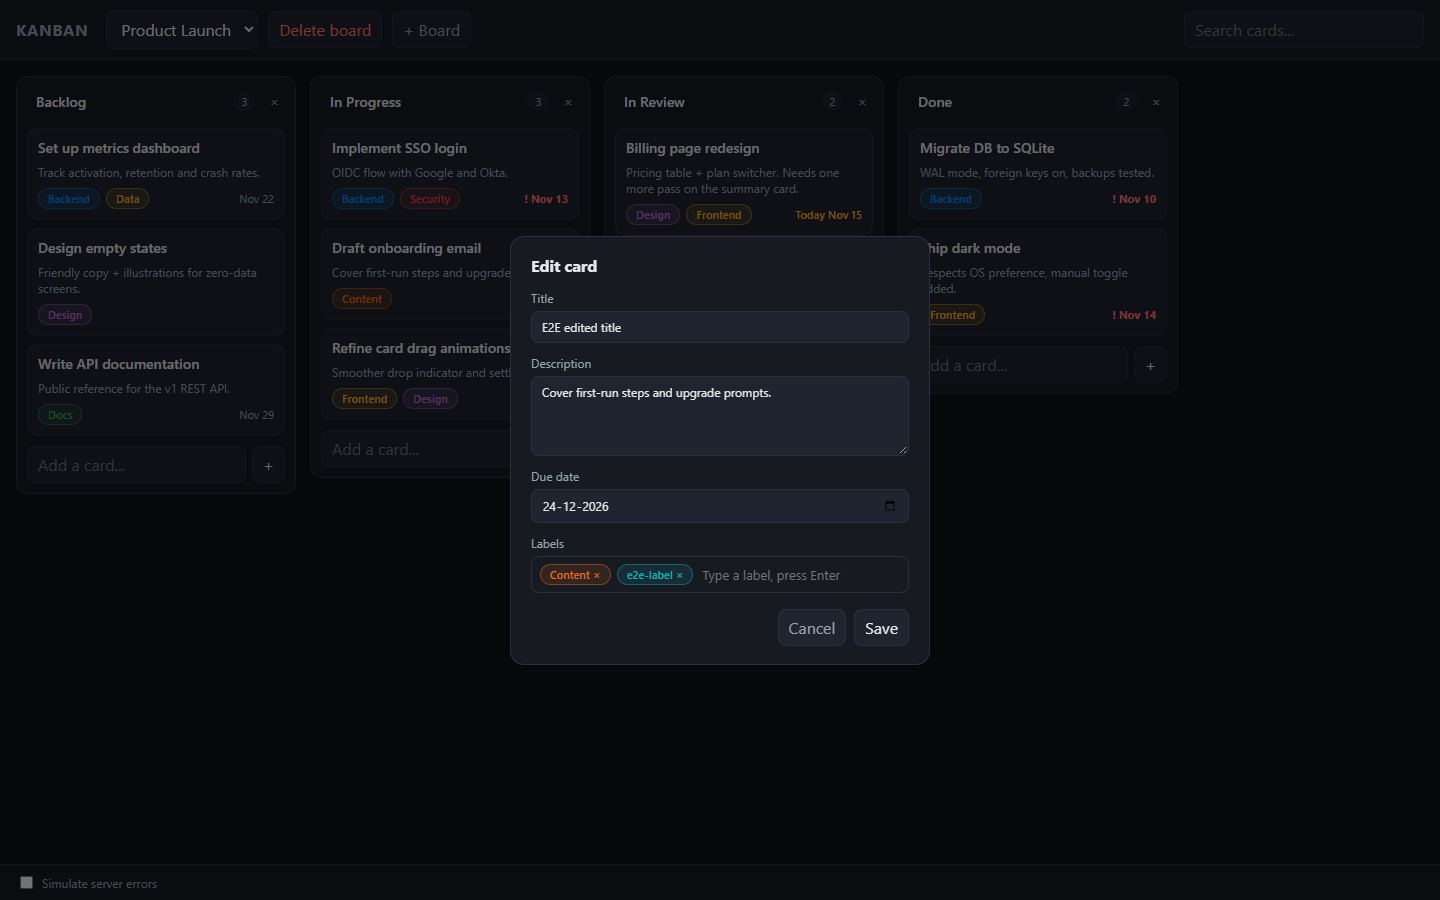 KANBAN Product Launch Delete board + Board Search cards...
Backlog 3 ×
Set up metrics dashboard
Track activation, retention and crash rates.
Backend Data Nov 22
Design empty states
Friendly copy + illustrations for zero-data
screens.
Design
Write API documentation
Public reference for the v1 REST API.
Docs Nov 29
Add a card... +
In Progress 3 ×
Implement SSO login
OIDC flow with Google and Okta.
Backend Security ! Nov 13
Draft onboarding email
Cover first-run steps and upgrade
Content
Refine card drag animations
Smoother drop indicator and
Frontend Design
Add a card...
In Review 2 ×
Billing page redesign
Pricing table + plan switcher. Needs one
more pass on the summary card.
Design Frontend Today Nov 15
Done 2 ×
Migrate DB to SQLite
WAL mode, foreign keys on, backups tested.
Backend ! Nov 10
hip dark mode
espects OS preference, manual toggle
dded.
Frontend ! Nov 14
dd a card... +
Edit card
Title
E2E edited title
Description
Cover first-run steps and upgrade prompts.
Due date
24-12-2026
Labels
Content × e2e-label × Type a label, press Enter
Cancel Save
Simulate server errors